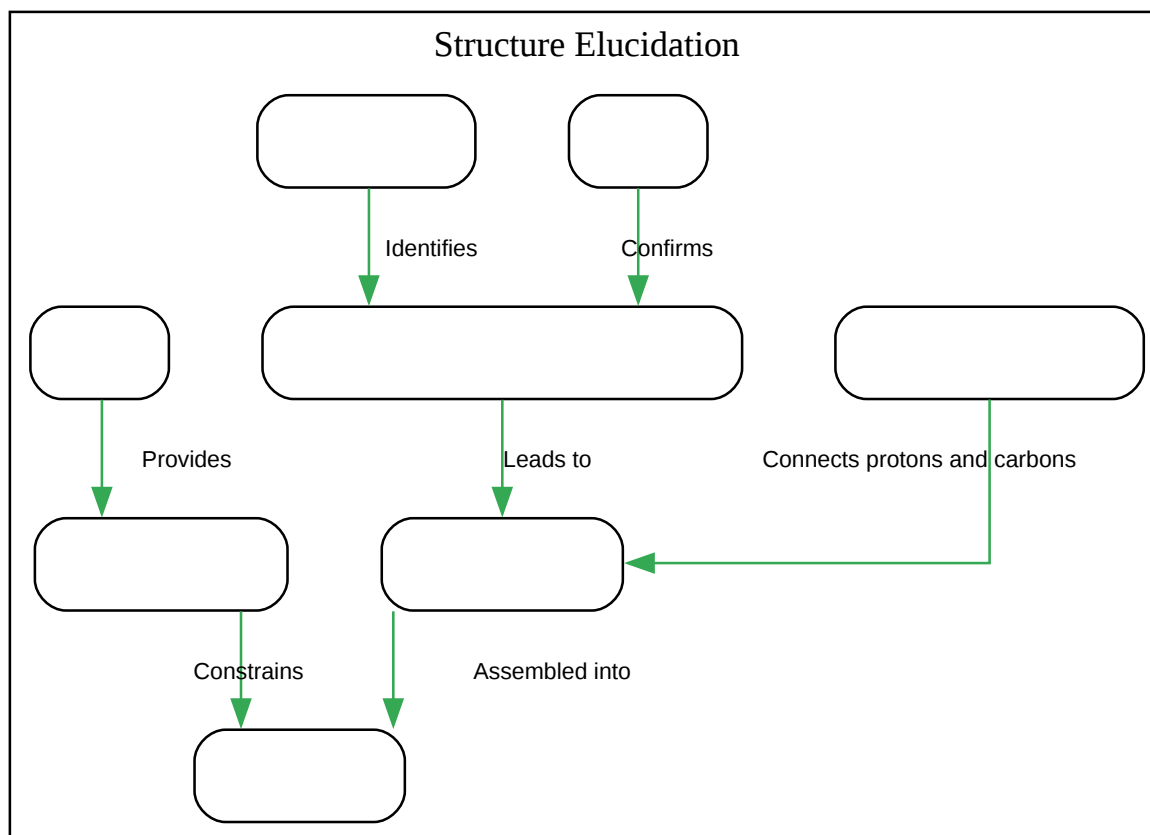 Structure Elucidation
Identifies
Confirms
Provides
Leads to
Connects protons and carbons
Constrains
Assembled into